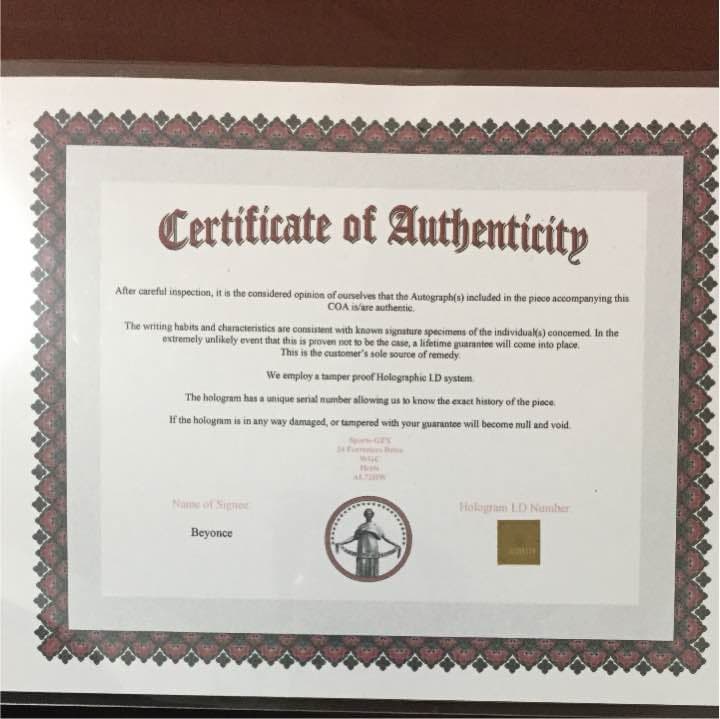 Certificate of Authenticity
After careful inspection, it is the considered opinion of ourselves that the Autograph(s) included in the piece accompanying this
COA is/are authentic.
The writing habits and characteristics are consistent with known signature specimens of the individual(s) concerned. In the
extremely unlikely event that this is proven not to be the case, a lifetime guarantee will come into place.
This is the customer's sole source of remedy.
We employ a tamper proof Holographic I.D system.
The hologram has a unique serial number allowing us to know the exact history of the piece.
If the hologram is in any way damaged, or tampered with your guarantee will become null and void.
Drive
WGC
Herts
Name of Signee
Hologram I.D Number
Beyonce